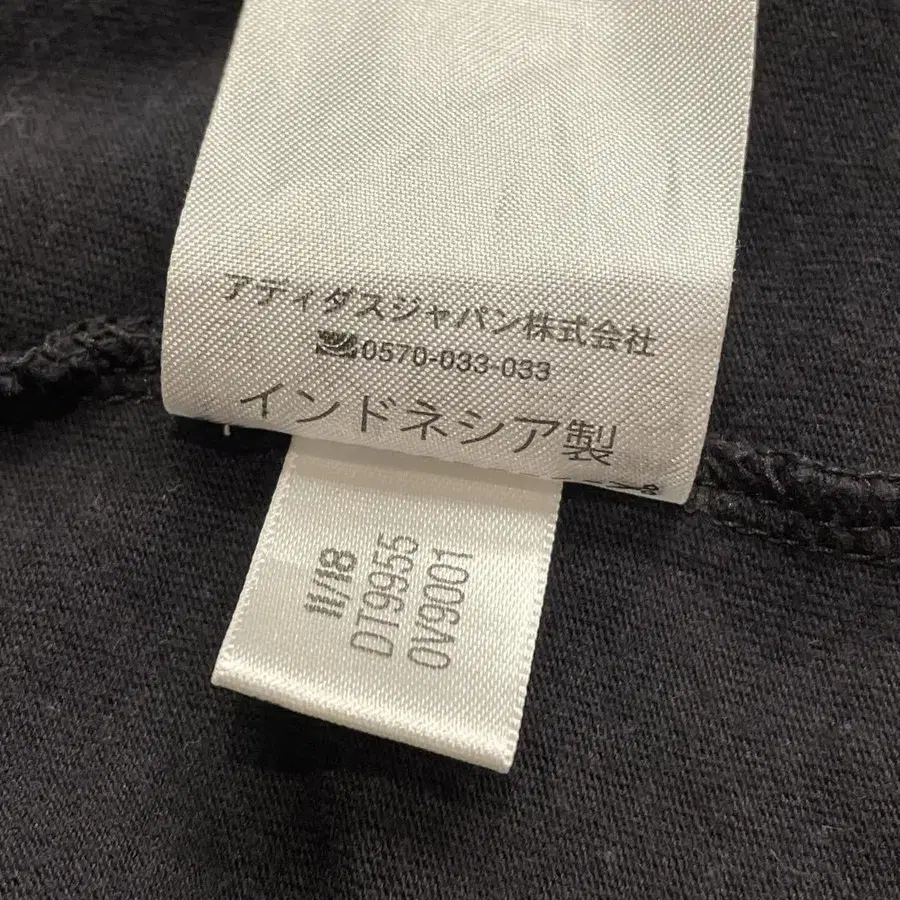 アディダスジャパン株式会社
0570-033-033
インドネシア製
11/18
DT9955
0V9001